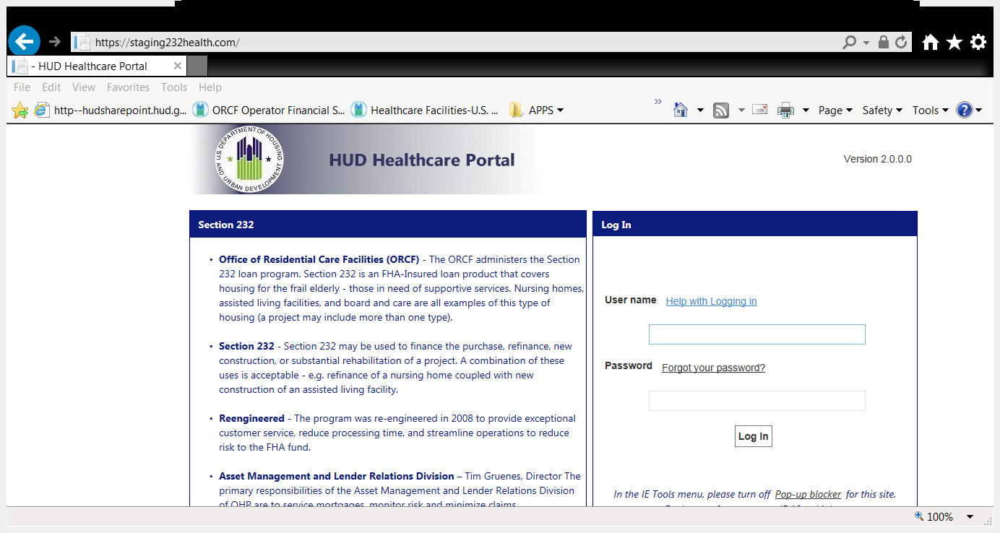 https://staging232health.com/
- HUD Healthcare Portal
File Edit View Favorites Tools Help
http--hudsharepoint.hud.g... ORCF Operator Financial S... Healthcare Facilities-U.S. ... APPS Page Safety Tools
U.S. DEPARTMENT OF HOUSING AND URBAN DEVELOPMENT
HUD Healthcare Portal
Version 2.0.0.0
Section 232
• Office of Residential Care Facilities (ORCF) - The ORCF administers the Section
232 loan program. Section 232 is an FHA-Insured loan product that covers
housing for the frail elderly - those in need of supportive services. Nursing homes,
assisted living facilities, and board and care are all examples of this type of
housing (a project may include more than one type).
• Section 232 - Section 232 may be used to finance the purchase, refinance, new
construction, or substantial rehabilitation of a project. A combination of these
uses is acceptable - e.g. refinance of a nursing home coupled with new
construction of an assisted living facility.
• Reengineered - The program was re-engineered in 2008 to provide exceptional
customer service, reduce processing time, and streamline operations to reduce
risk to the FHA fund.
• Asset Management and Lender Relations Division – Tim Gruenes, Director The
primary responsibilities of the Asset Management and Lender Relations Division
of OHP are to service mortgages, monitor risk and minimize claims
Log In
User name Help with Logging in
Password Forgot your password?
Log In
In the IE Tools menu, please turn off Pop-up blocker for this site.
100%